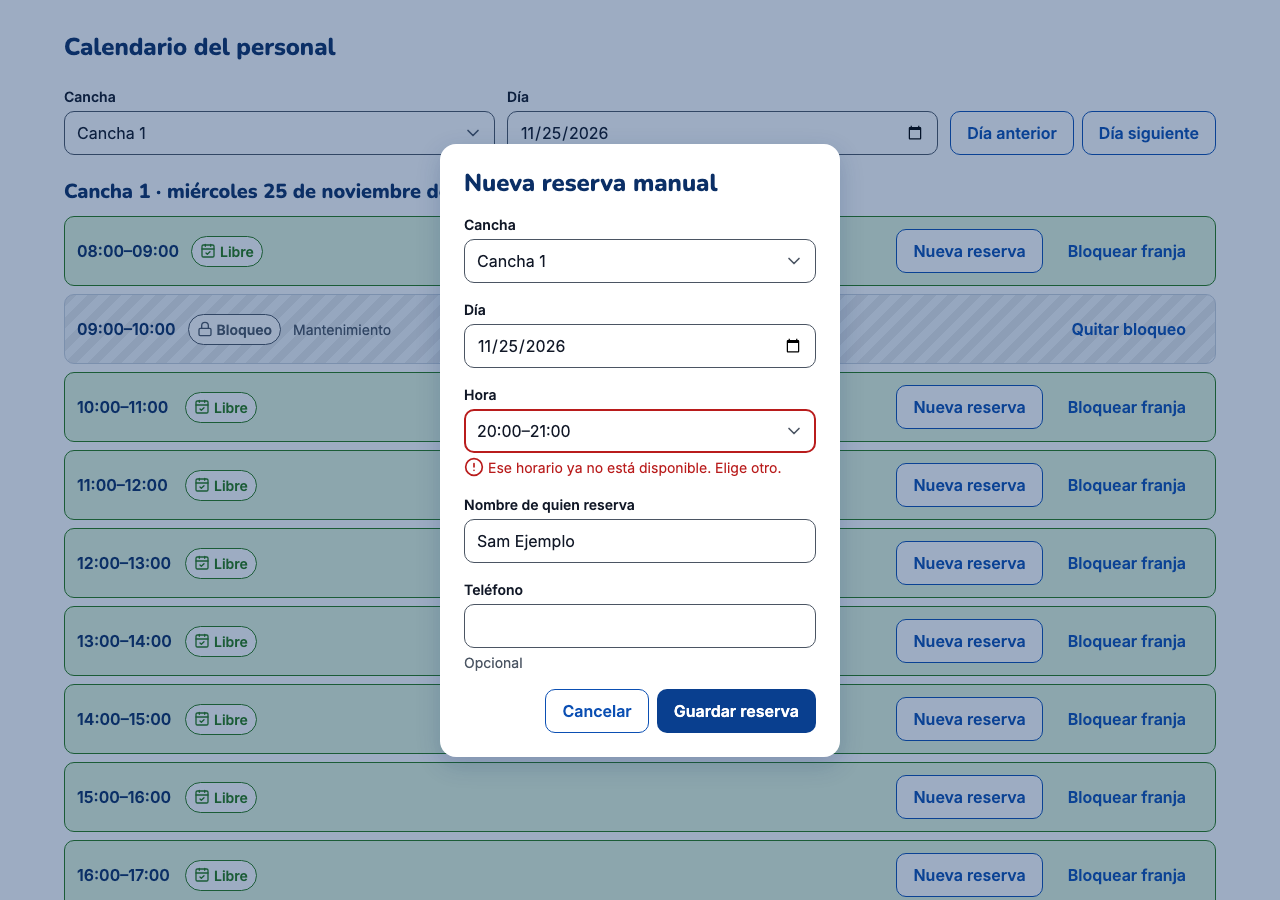 Calendario del personal
Cancha
Día
Cancha 1
11/25/2026
Día anterior
Día siguiente
Cancha 1 · miércoles 25 de noviembre
08:00–09:00 Libre Nueva reserva Bloquear franja
09:00–10:00 Bloqueo Mantenimiento Quitar bloqueo
10:00–11:00 Libre Nueva reserva Bloquear franja
11:00–12:00 Libre Nueva reserva Bloquear franja
12:00–13:00 Libre Nueva reserva Bloquear franja
13:00–14:00 Libre Nueva reserva Bloquear franja
14:00–15:00 Libre Nueva reserva Bloquear franja
15:00–16:00 Libre Nueva reserva Bloquear franja
16:00–17:00 Libre Nueva reserva Bloquear franja
Nueva reserva manual
Cancha
Cancha 1
Día
11/25/2026
Hora
20:00–21:00
Ese horario ya no está disponible. Elige otro.
Nombre de quien reserva
Sam Ejemplo
Teléfono
Opcional
Cancelar
Guardar reserva